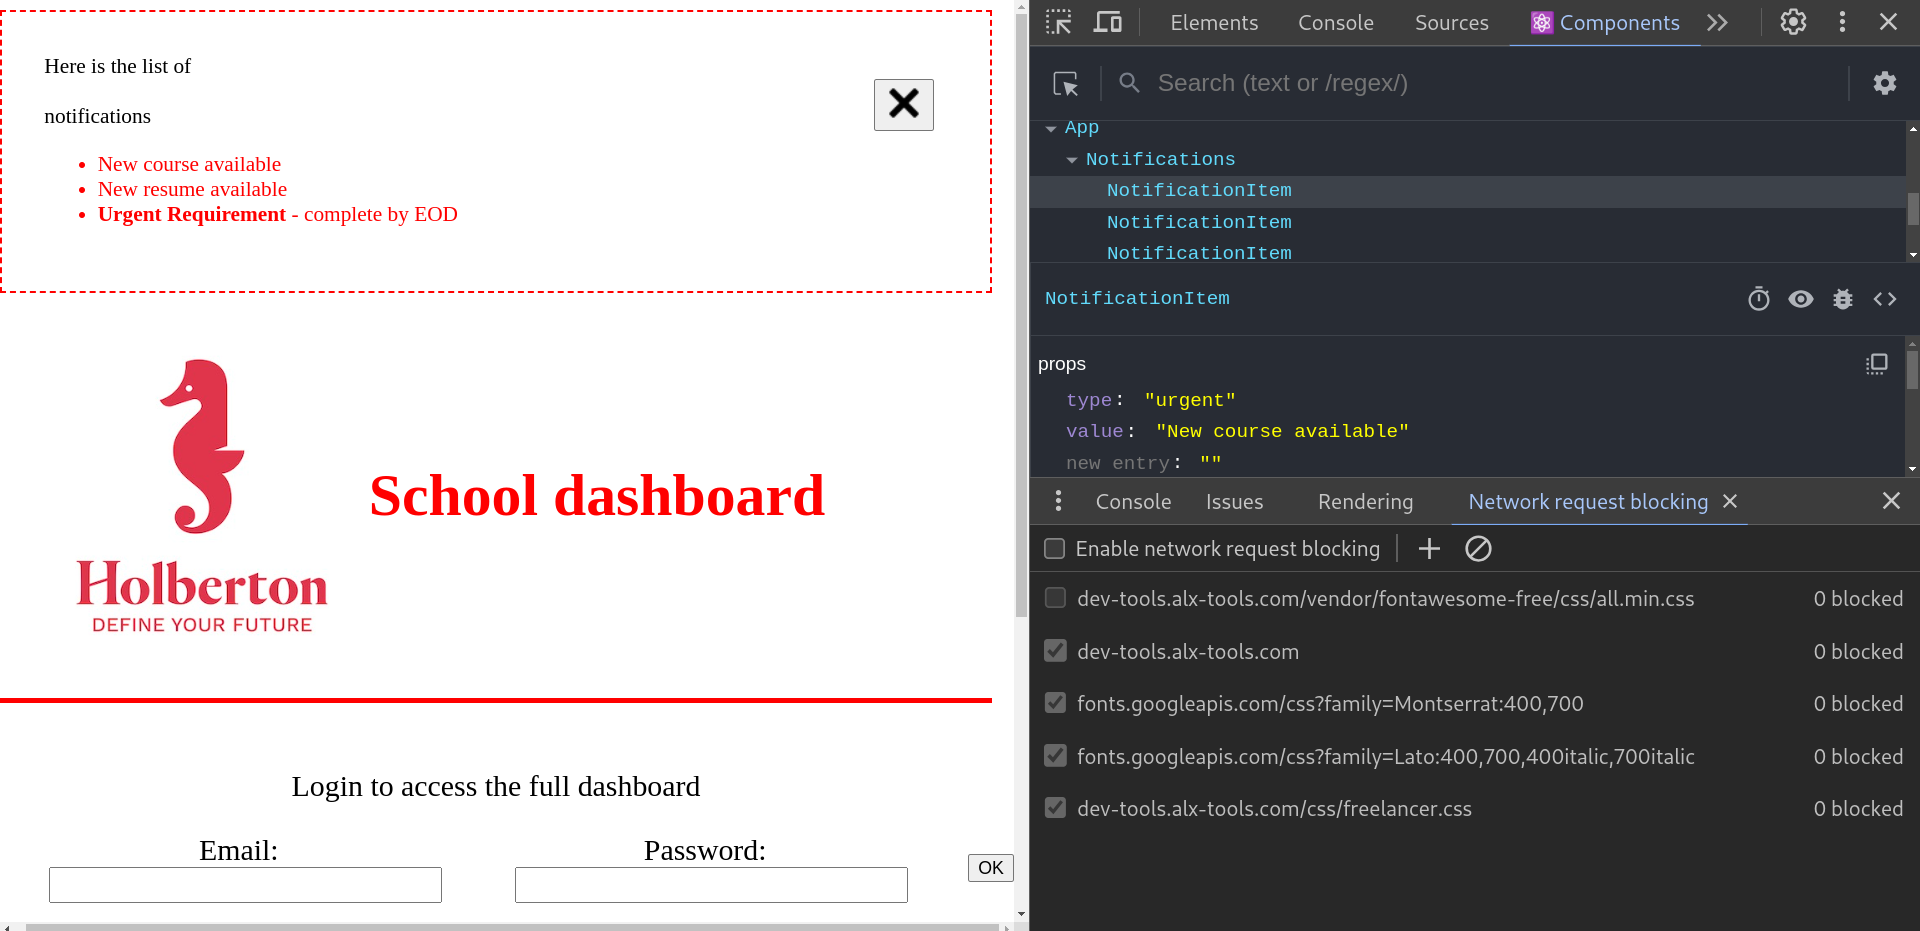 Here is the list of
notifications
New course available
New resume available
Urgent Requirement - complete by EOD
Holberton
DEFINE YOUR FUTURE
School dashboard
Login to access the full dashboard
Email:
Password:
OK
Elements
Console
Sources
Components
Search (text or /regex/)
App
Notifications
NotificationItem
NotificationItem
NotificationItem
NotificationItem
props
type: "urgent"
value: "New course available"
new entry: ""
Console
Issues
Rendering
Network request blocking
Enable network request blocking
dev-tools.alx-tools.com/vendor/fontawesome-free/css/all.min.css 0 blocked
dev-tools.alx-tools.com 0 blocked
fonts.googleapis.com/css?family=Montserrat:400,700 0 blocked
fonts.googleapis.com/css?family=Lato:400,700,400italic,700italic 0 blocked
dev-tools.alx-tools.com/css/freelancer.css 0 blocked